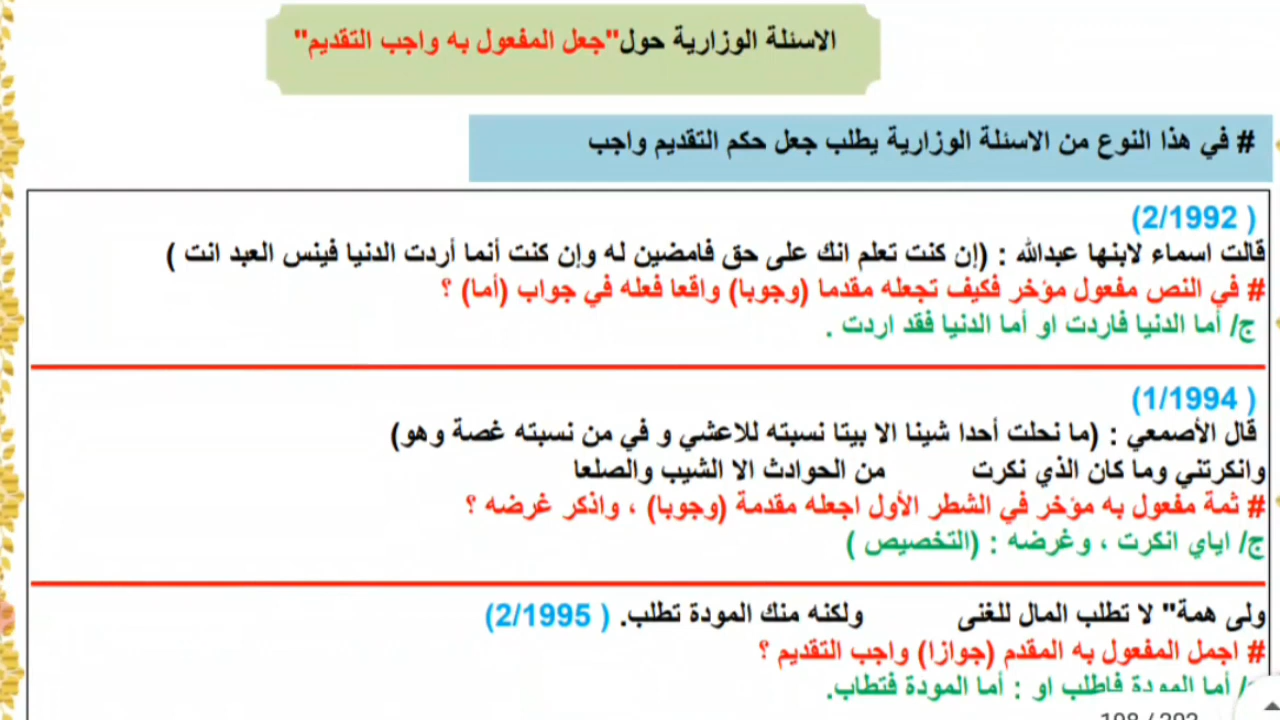 الاسئلة الوزارية حول"جعل المفعول به واجب التقديم"
# في هذا النوع من الاسئلة الوزارية يطلب جعل حكم التقديم واجب
( 2/1992)
قالت اسماء لابنها عبدالله : (إن كنت تعلم انك على حق فامضين له وإن كنت أنما أردت الدنيا فينس العبد انت )
# في النص مفعول مؤخر فكيف تجعله مقدما (وجوبا) واقعا فعله في جواب (أما) ؟
ج/ أما الدنيا فاردت او أما الدنيا فقد اردت .
( 1/1994)
قال الأصمعي : (ما نحلت أحدا شينا الا بيتا نسبته للاعشي و في من نسبته غصة وهو)
وانكرتني وما كان الذي نكرت من الحوادث الا الشيب والصلعا
# ثمة مفعول به مؤخر في الشطر الأول اجعله مقدمة (وجوبا) ، واذكر غرضه ؟
ج/ اياي انكرت ، وغرضه : (التخصيص )
ولى همة" لا تطلب المال للغنى ولكنه منك المودة تطلب. ( 2/1995)
# اجمل المفعول به المقدم (جوازا) واجب التقديم ؟
/ أما المودة فاطلب او : أما المودة فتطاب.